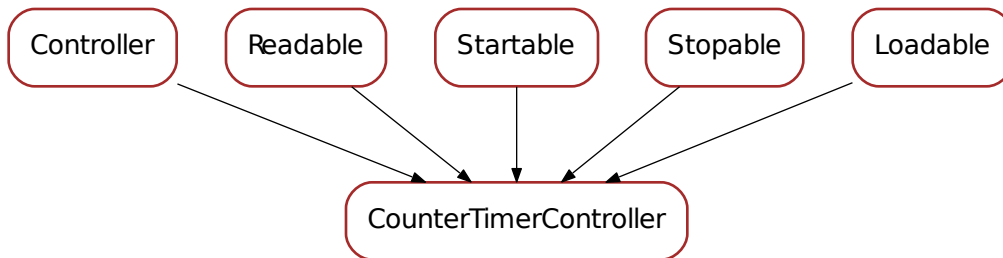 Controller
Readable
Startable
Stopable
Loadable
CounterTimerController